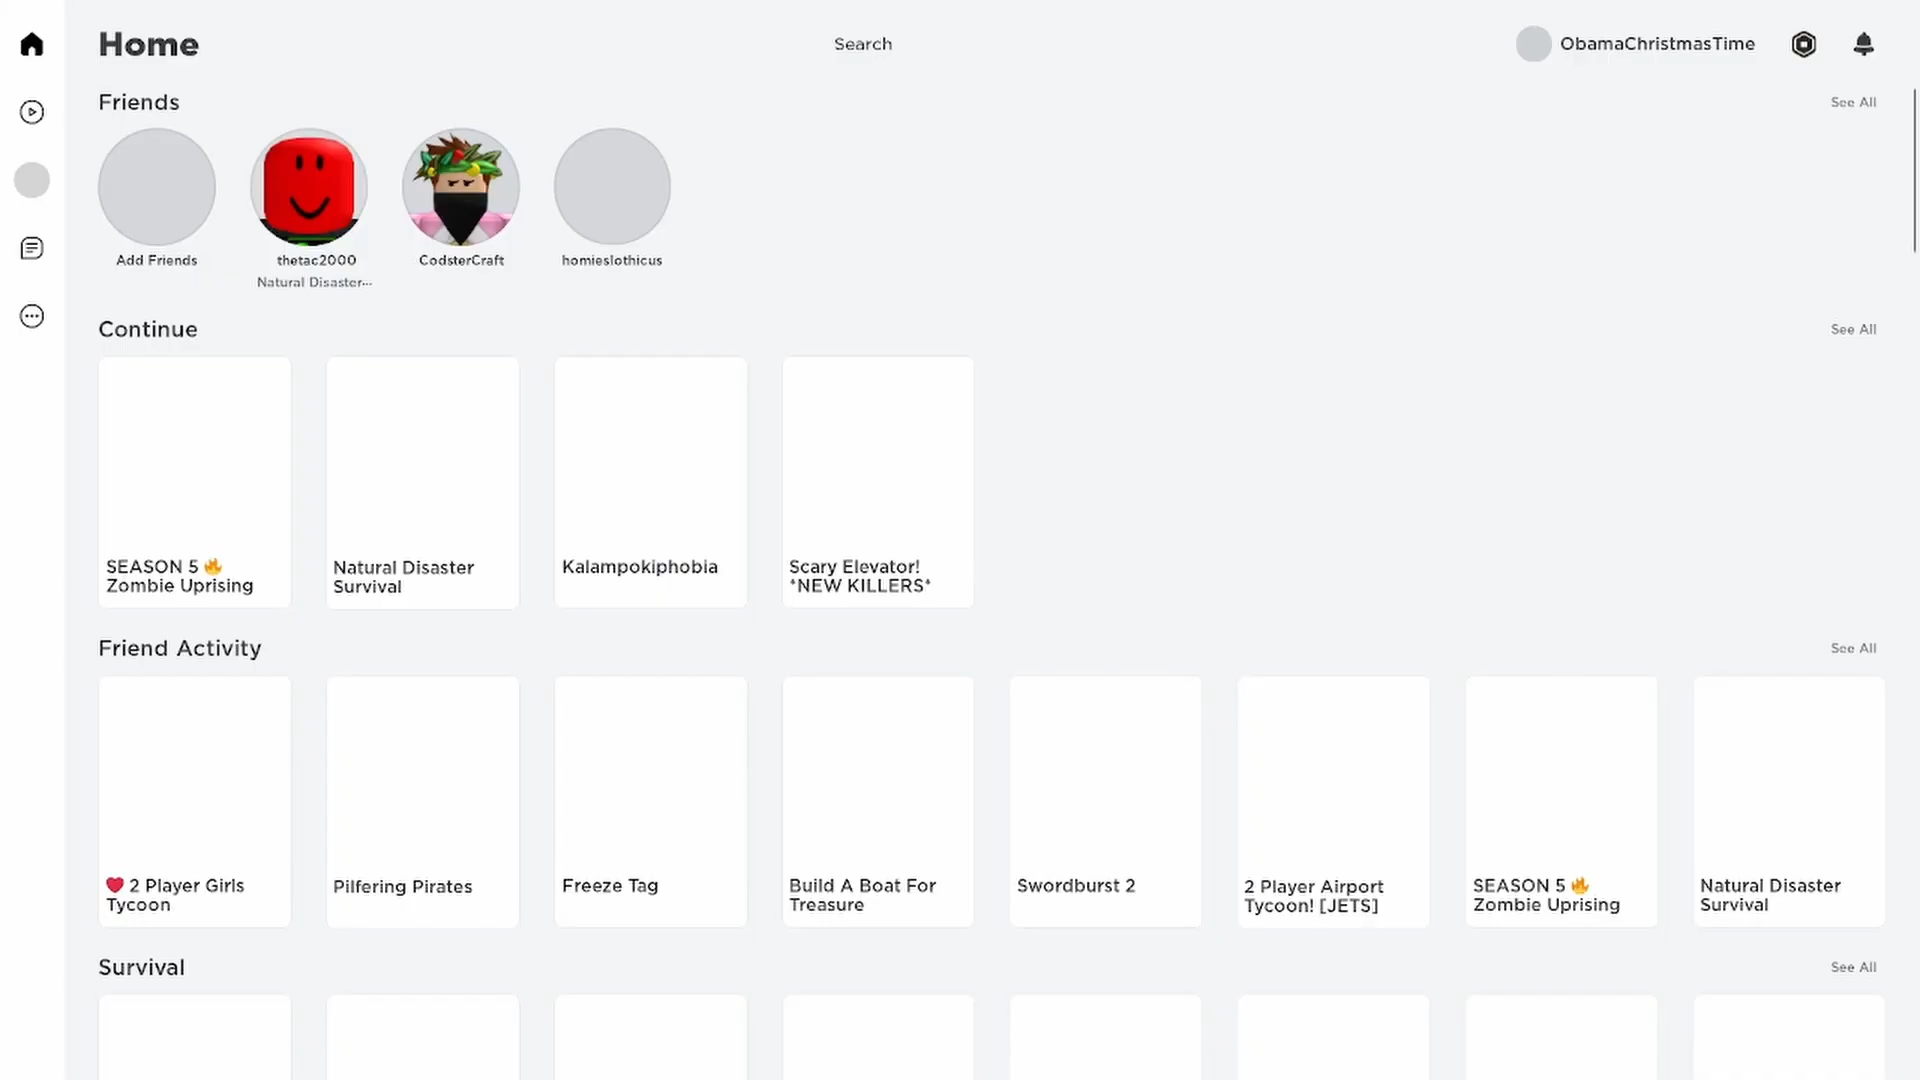 Home
Search
ObamaChristmasTime
Friends
See All
Add Friends
thetac2000
CodsterCraft
homieslothicus
Natural Disaster...
Continue
See All
SEASON 5 🔥
Zombie Uprising
Natural Disaster
Survival
Kalampokiphobia
Scary Elevator!
*NEW KILLERS*
Friend Activity
See All
❤️ 2 Player Girls
Tycoon
Pilfering Pirates
Freeze Tag
Build A Boat For
Treasure
Swordburst 2
2 Player Airport
Tycoon! [JETS]
SEASON 5 🔥
Zombie Uprising
Natural Disaster
Survival
Survival
See All